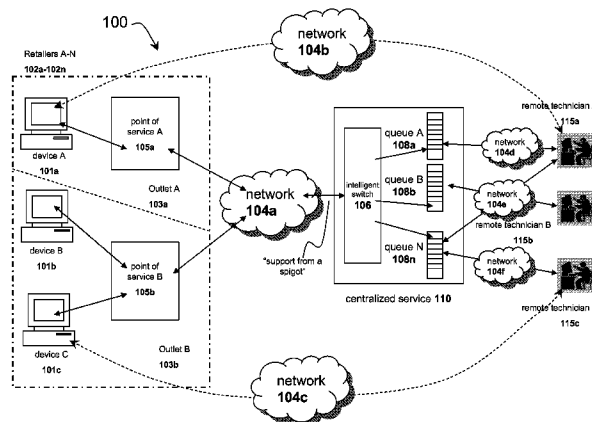 100
Retailers A-N
102a-102n
device A
101a
point of
service A
105a
Outlet A
103a
device B
101b
point of
service B
105b
device C
101c
Outlet B
103b
network
104b
network
104a
"support from a
spigot"
intelligent
switch
106
queue A
108a
queue B
108b
queue N
108n
centralized service 110
network
104d
network
104e
network
104f
remote technician
115a
remote technician B
115b
remote technician
115c
network
104c